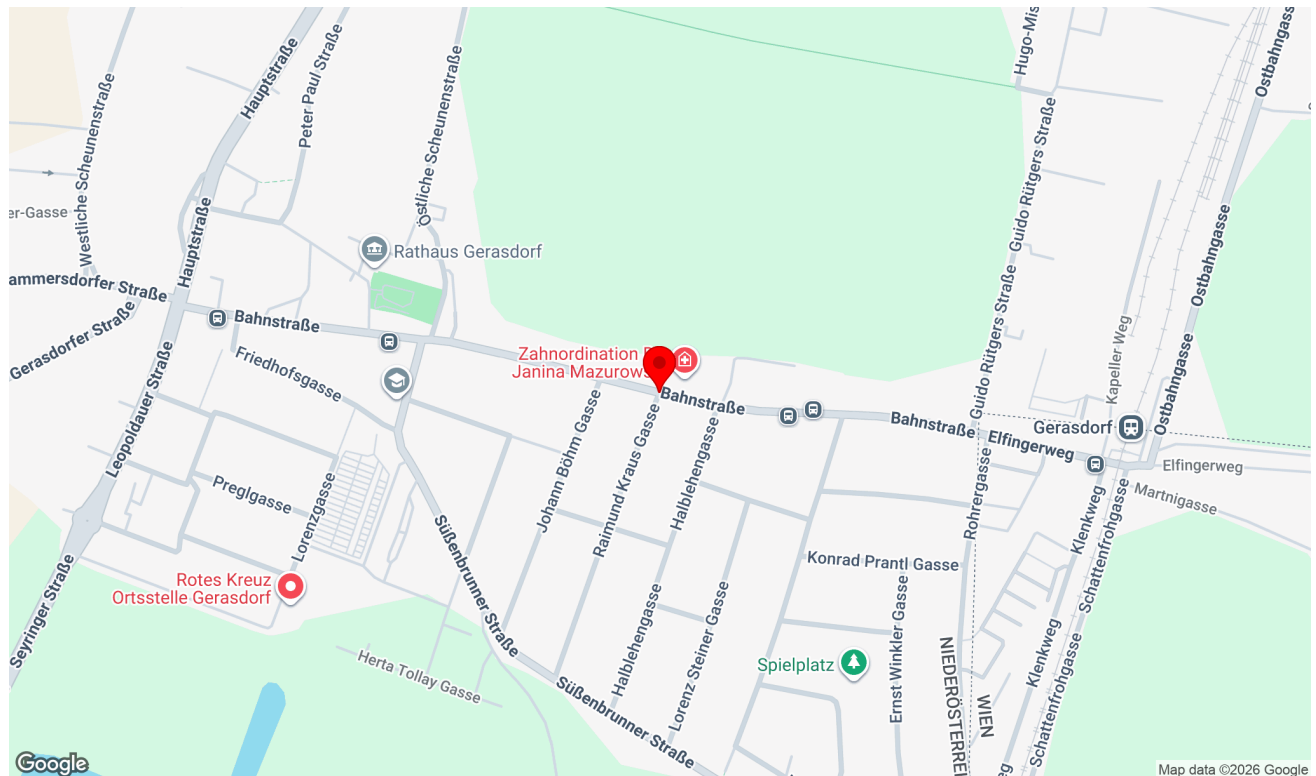 Hauptstraße
Peter Paul Straße
Östliche Scheunenstraße
Westliche Scheunenstraße
Hugo-Mis
Ostbahngasse
Guido Rütgers Straße
Guido Rütgers Straße
er-Gasse
Hauptstraße
Rathaus Gerasdorf
Ostbahngasse
ammersdorfer Straße
Gerasdorfer Straße
Bahnstraße
Kapeller Weg
Friedhofsgasse
Leopoldauer Straße
Zahnordination
Janina Mazurows
Bahnstraße
Bahnstraße
Elfingerweg
Gerasdorf
Ostbahngasse
Elfingerweg
Martnigasse
Preglgasse
Lorenzgasse
Johann Böhm Gasse
Raimund Kraus Gasse
Halblehengasse
Rohrergasse
Klenkweg
Schattenfrohgasse
Süßenbrunner Straße
Konrad Prantl Gasse
Rotes Kreuz
Ortsstelle Gerasdorf
Seyringer Straße
Herta Tollay Gasse
Halblehengasse
Lorenz Steiner Gasse
Ernst Winkler Gasse
Spielplatz
Süßenbrunner Straße
NIEDERÖSTERREI
WIEN
Klenkweg
Schattenfrohgasse
Google
Map data ©2026 Google